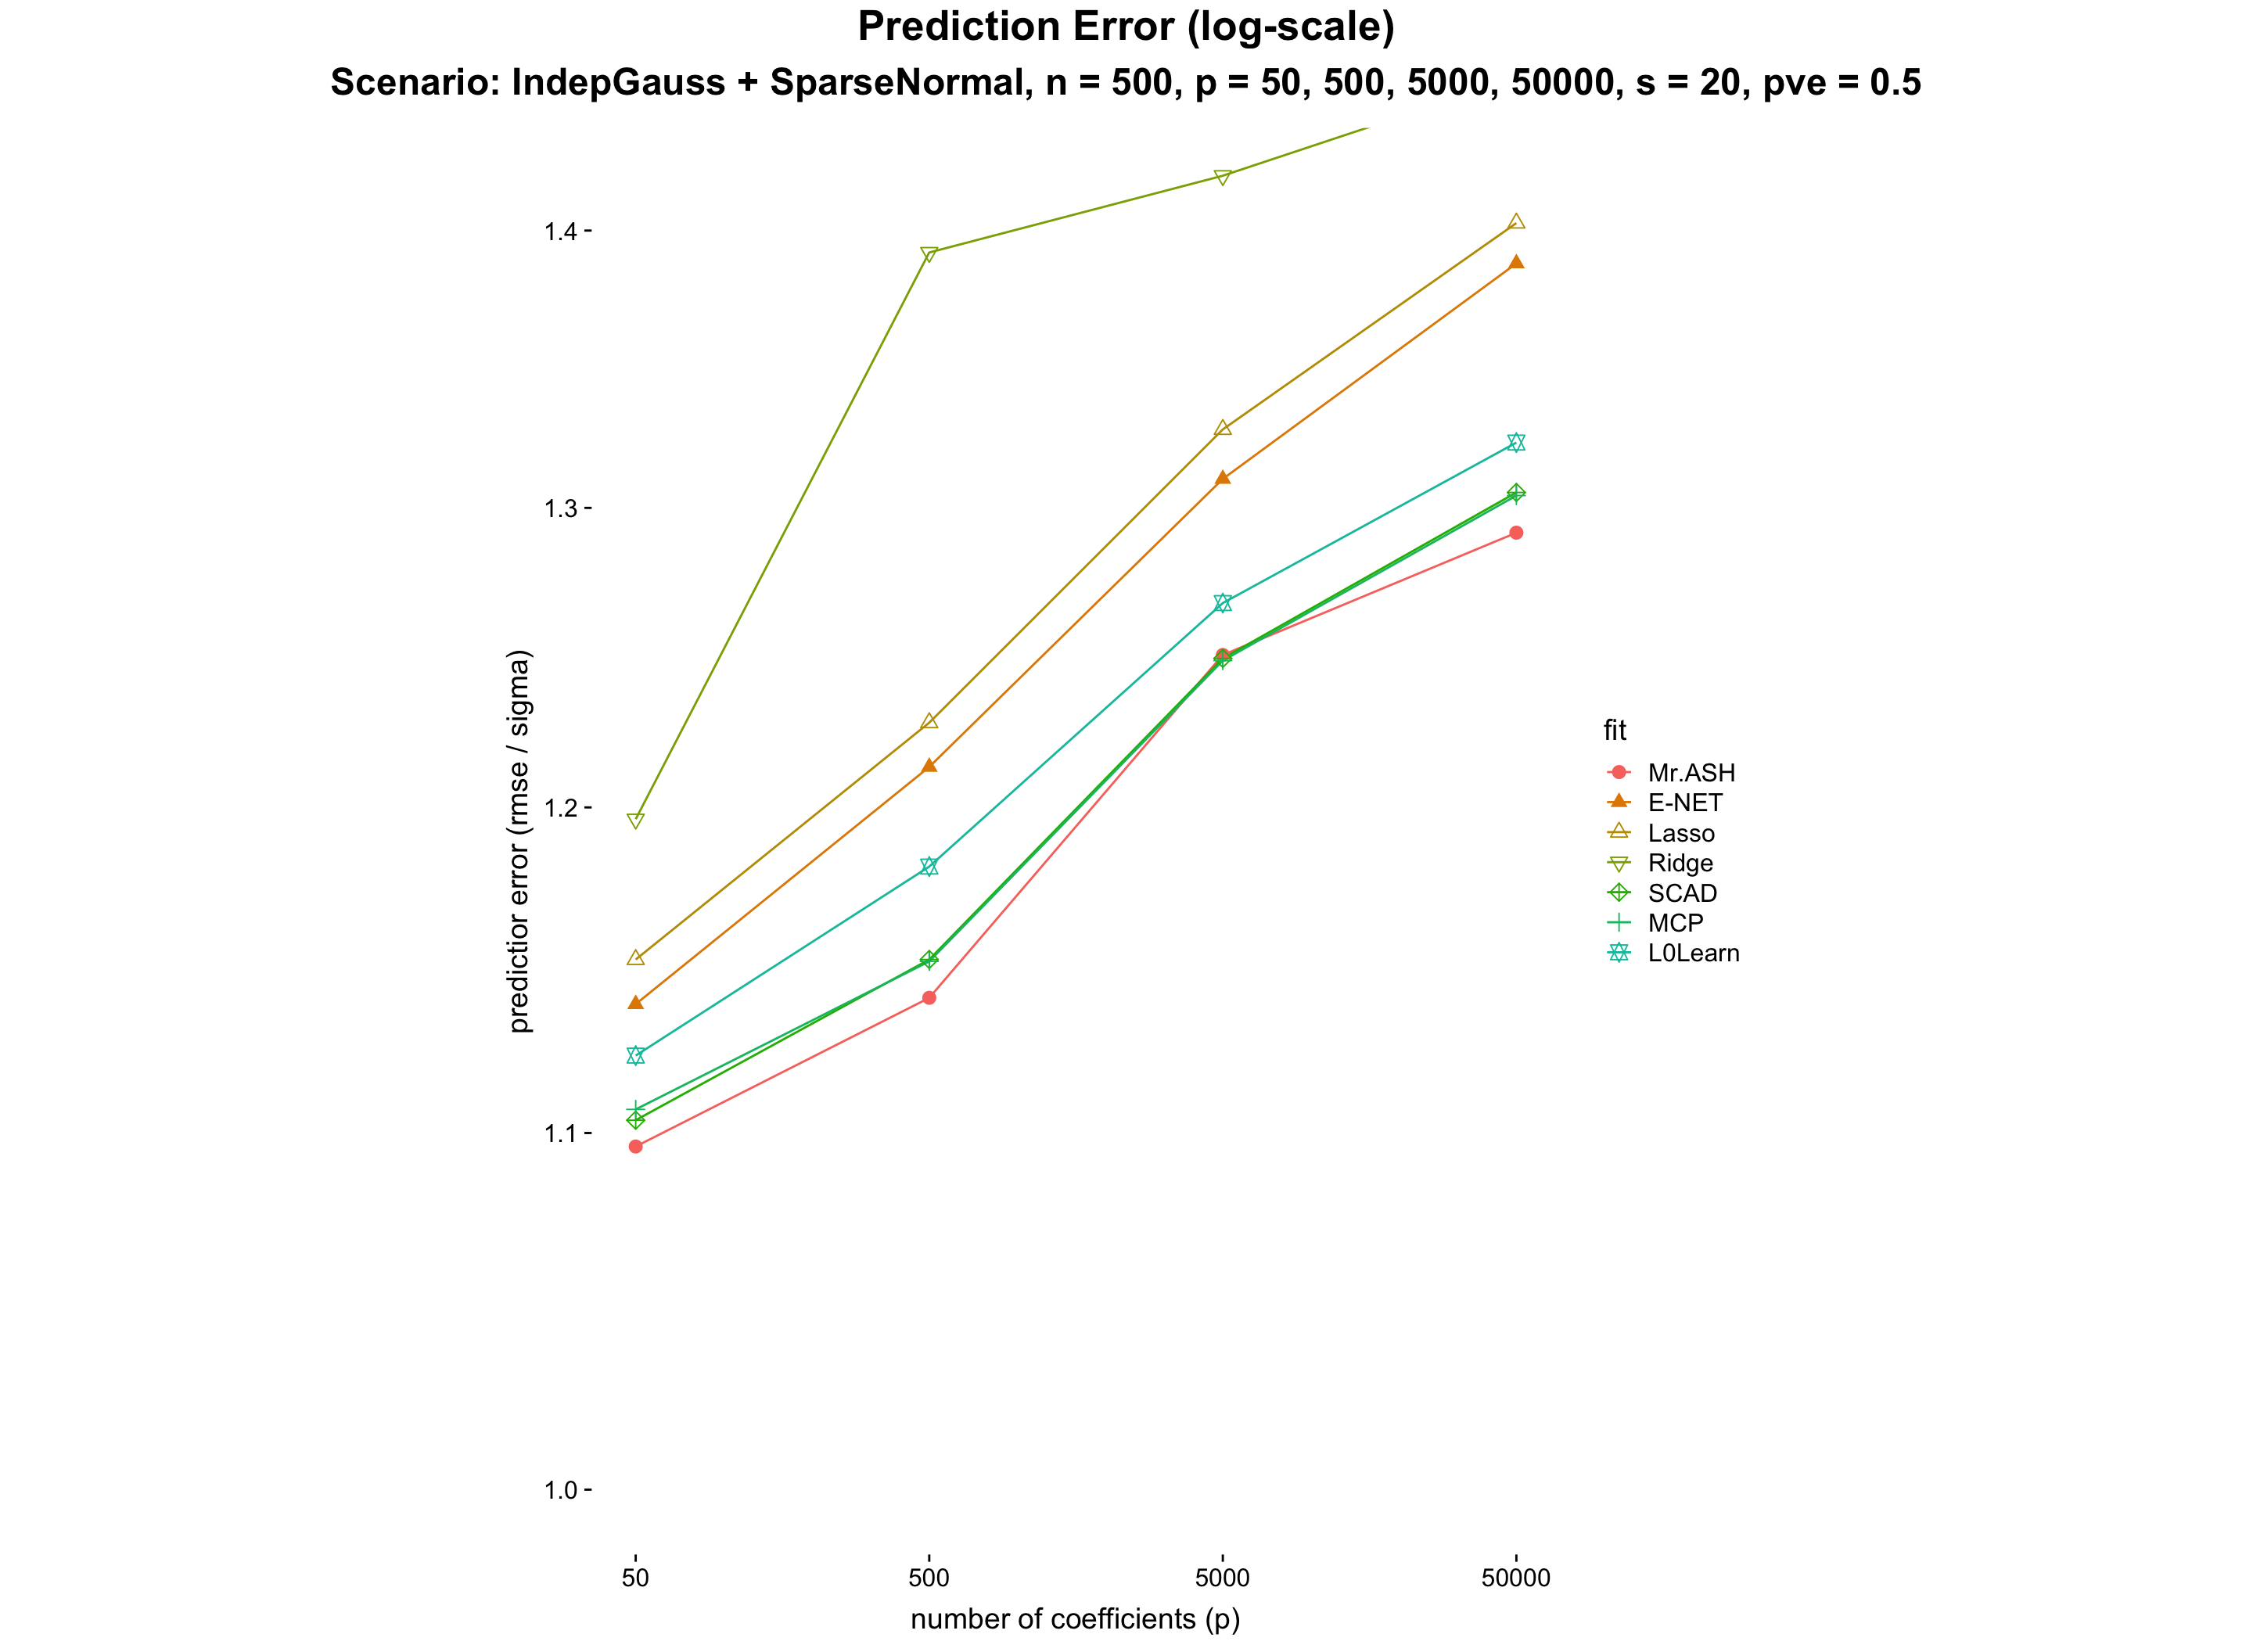 Prediction Error (log-scale)
Scenario: IndepGauss + SparseNormal, n = 500, p = 50, 500, 5000, 50000, s = 20, pve = 0.5
1.4
1.3
1.2
1.1
1.0
predictior error (rmse / sigma)
50 500 5000 50000
number of coefficients (p)
fit
Mr.ASH
E-NET
Lasso
Ridge
SCAD
MCP
L0Learn